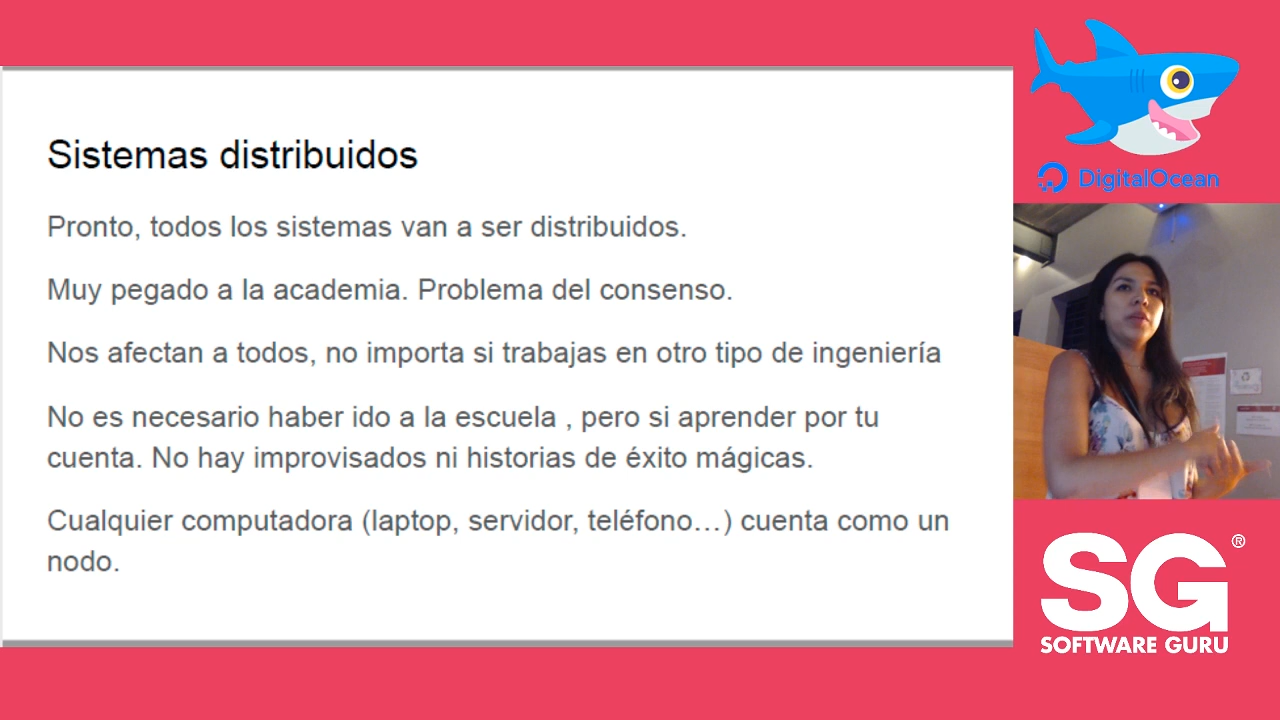 Sistemas distribuidos
Pronto, todos los sistemas van a ser distribuidos.
Muy pegado a la academia. Problema del consenso.
Nos afectan a todos, no importa si trabajas en otro tipo de ingeniería
No es necesario haber ido a la escuela , pero si aprender por tu
cuenta. No hay improvisados ni historias de éxito mágicas.
Cualquier computadora (laptop, servidor, teléfono…) cuenta como un
nodo.
DigitalOcean
SG®
SOFTWARE GURU